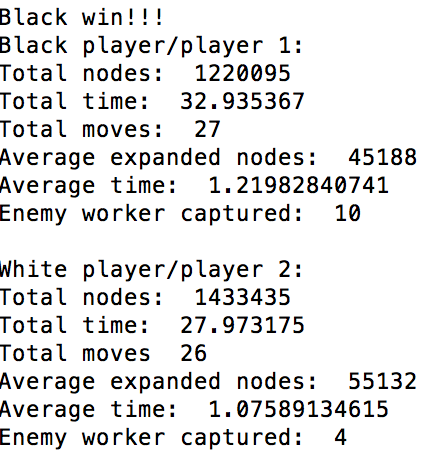 Black win!!!
Black player/player 1:
Total nodes:  1220095
Total time:  32.935367
Total moves:  27
Average expanded nodes:  45188
Average time:  1.21982840741
Enemy worker captured:  10

White player/player 2:
Total nodes:  1433435
Total time:  27.973175
Total moves  26
Average expanded nodes:  55132
Average time:  1.07589134615
Enemy worker captured:  4